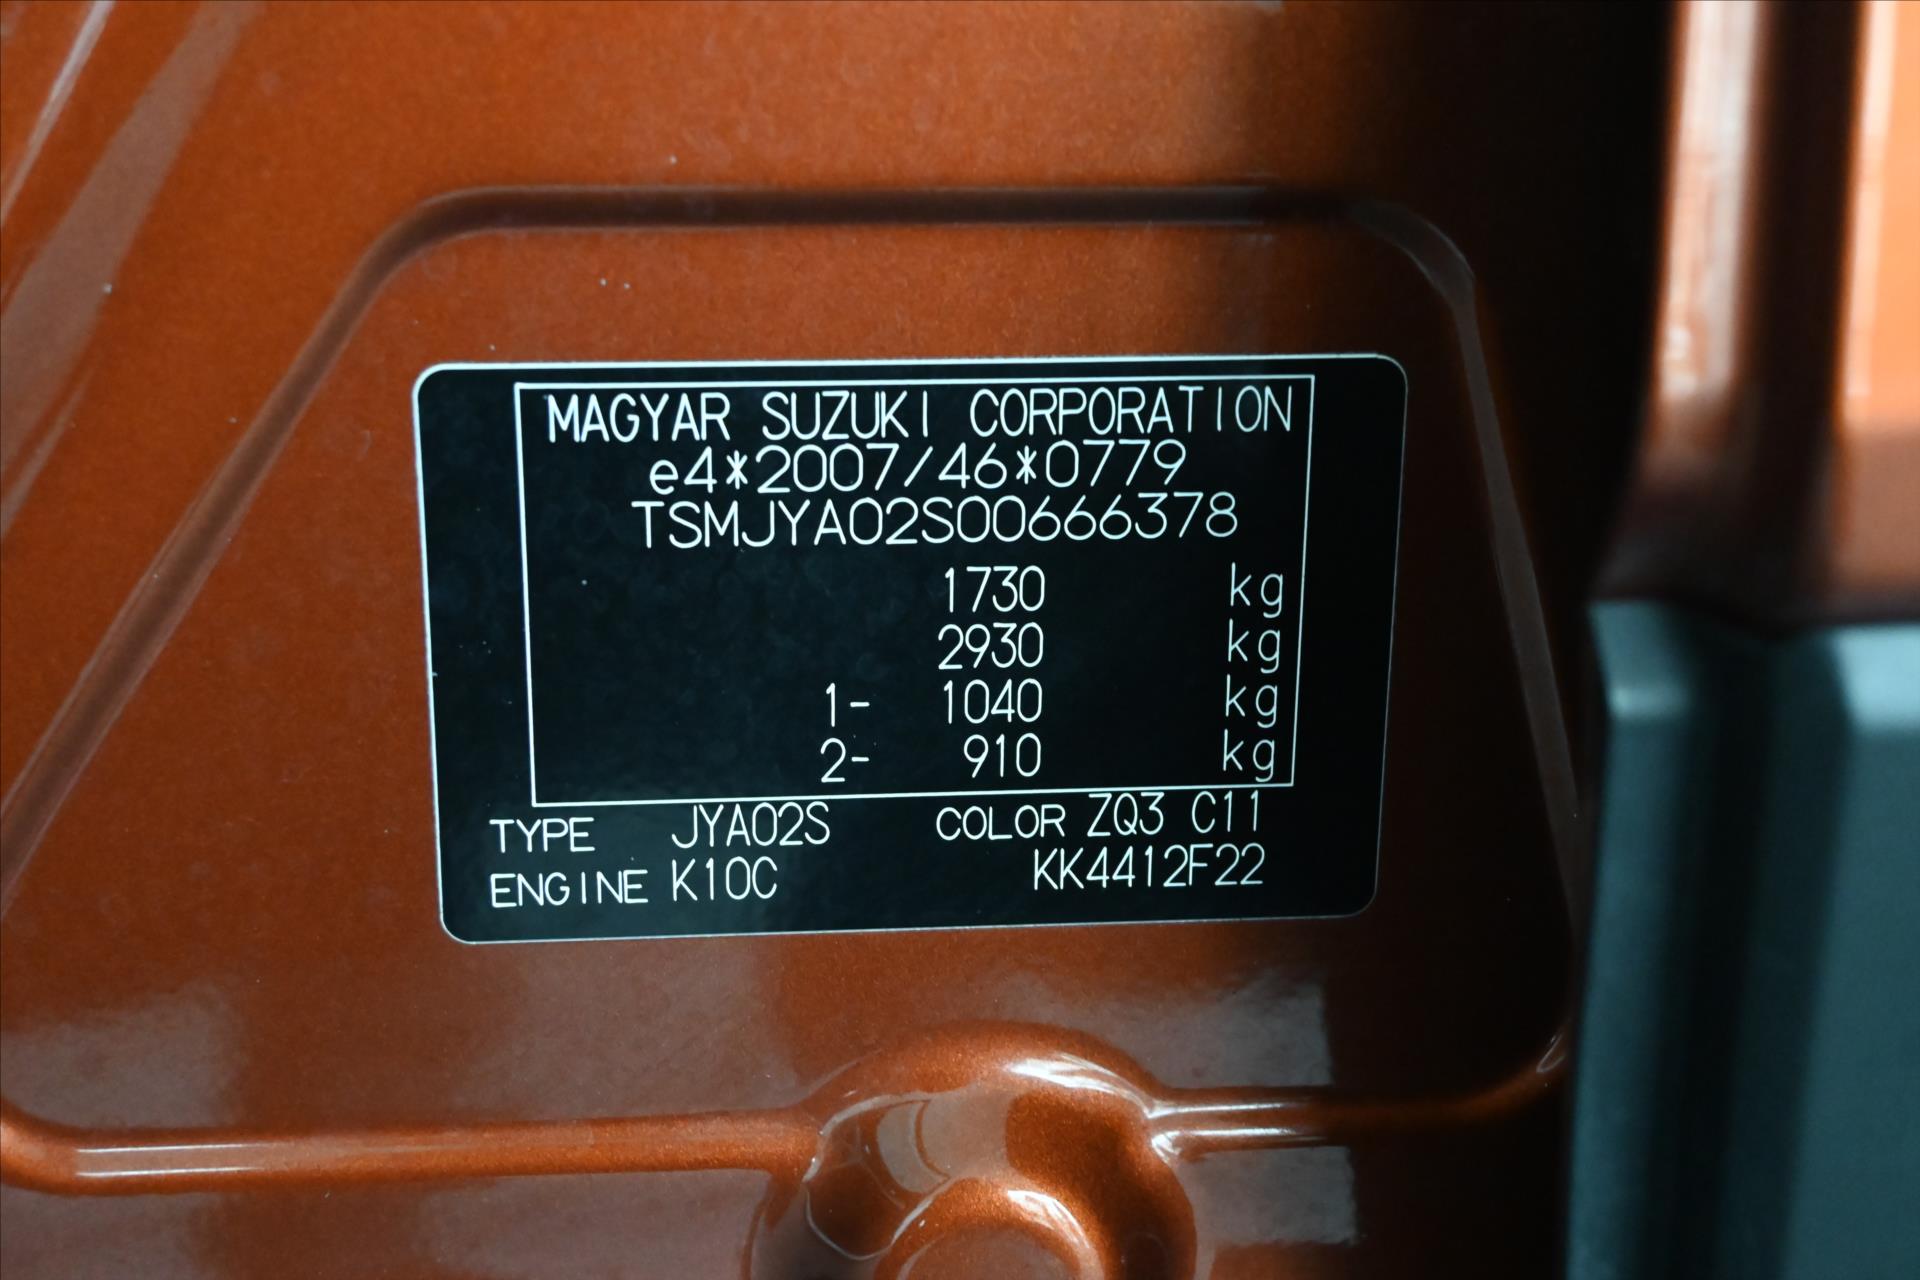 MAGYAR SUZUKI CORPORATION
e4*2007/46*0779
TSMJYA02S00666378
1730 kg
2930 kg
1- 1040 kg
2- 910 kg
TYPE JYA02S COLOR ZQ3 C11
ENGINE K10C KK4412F22